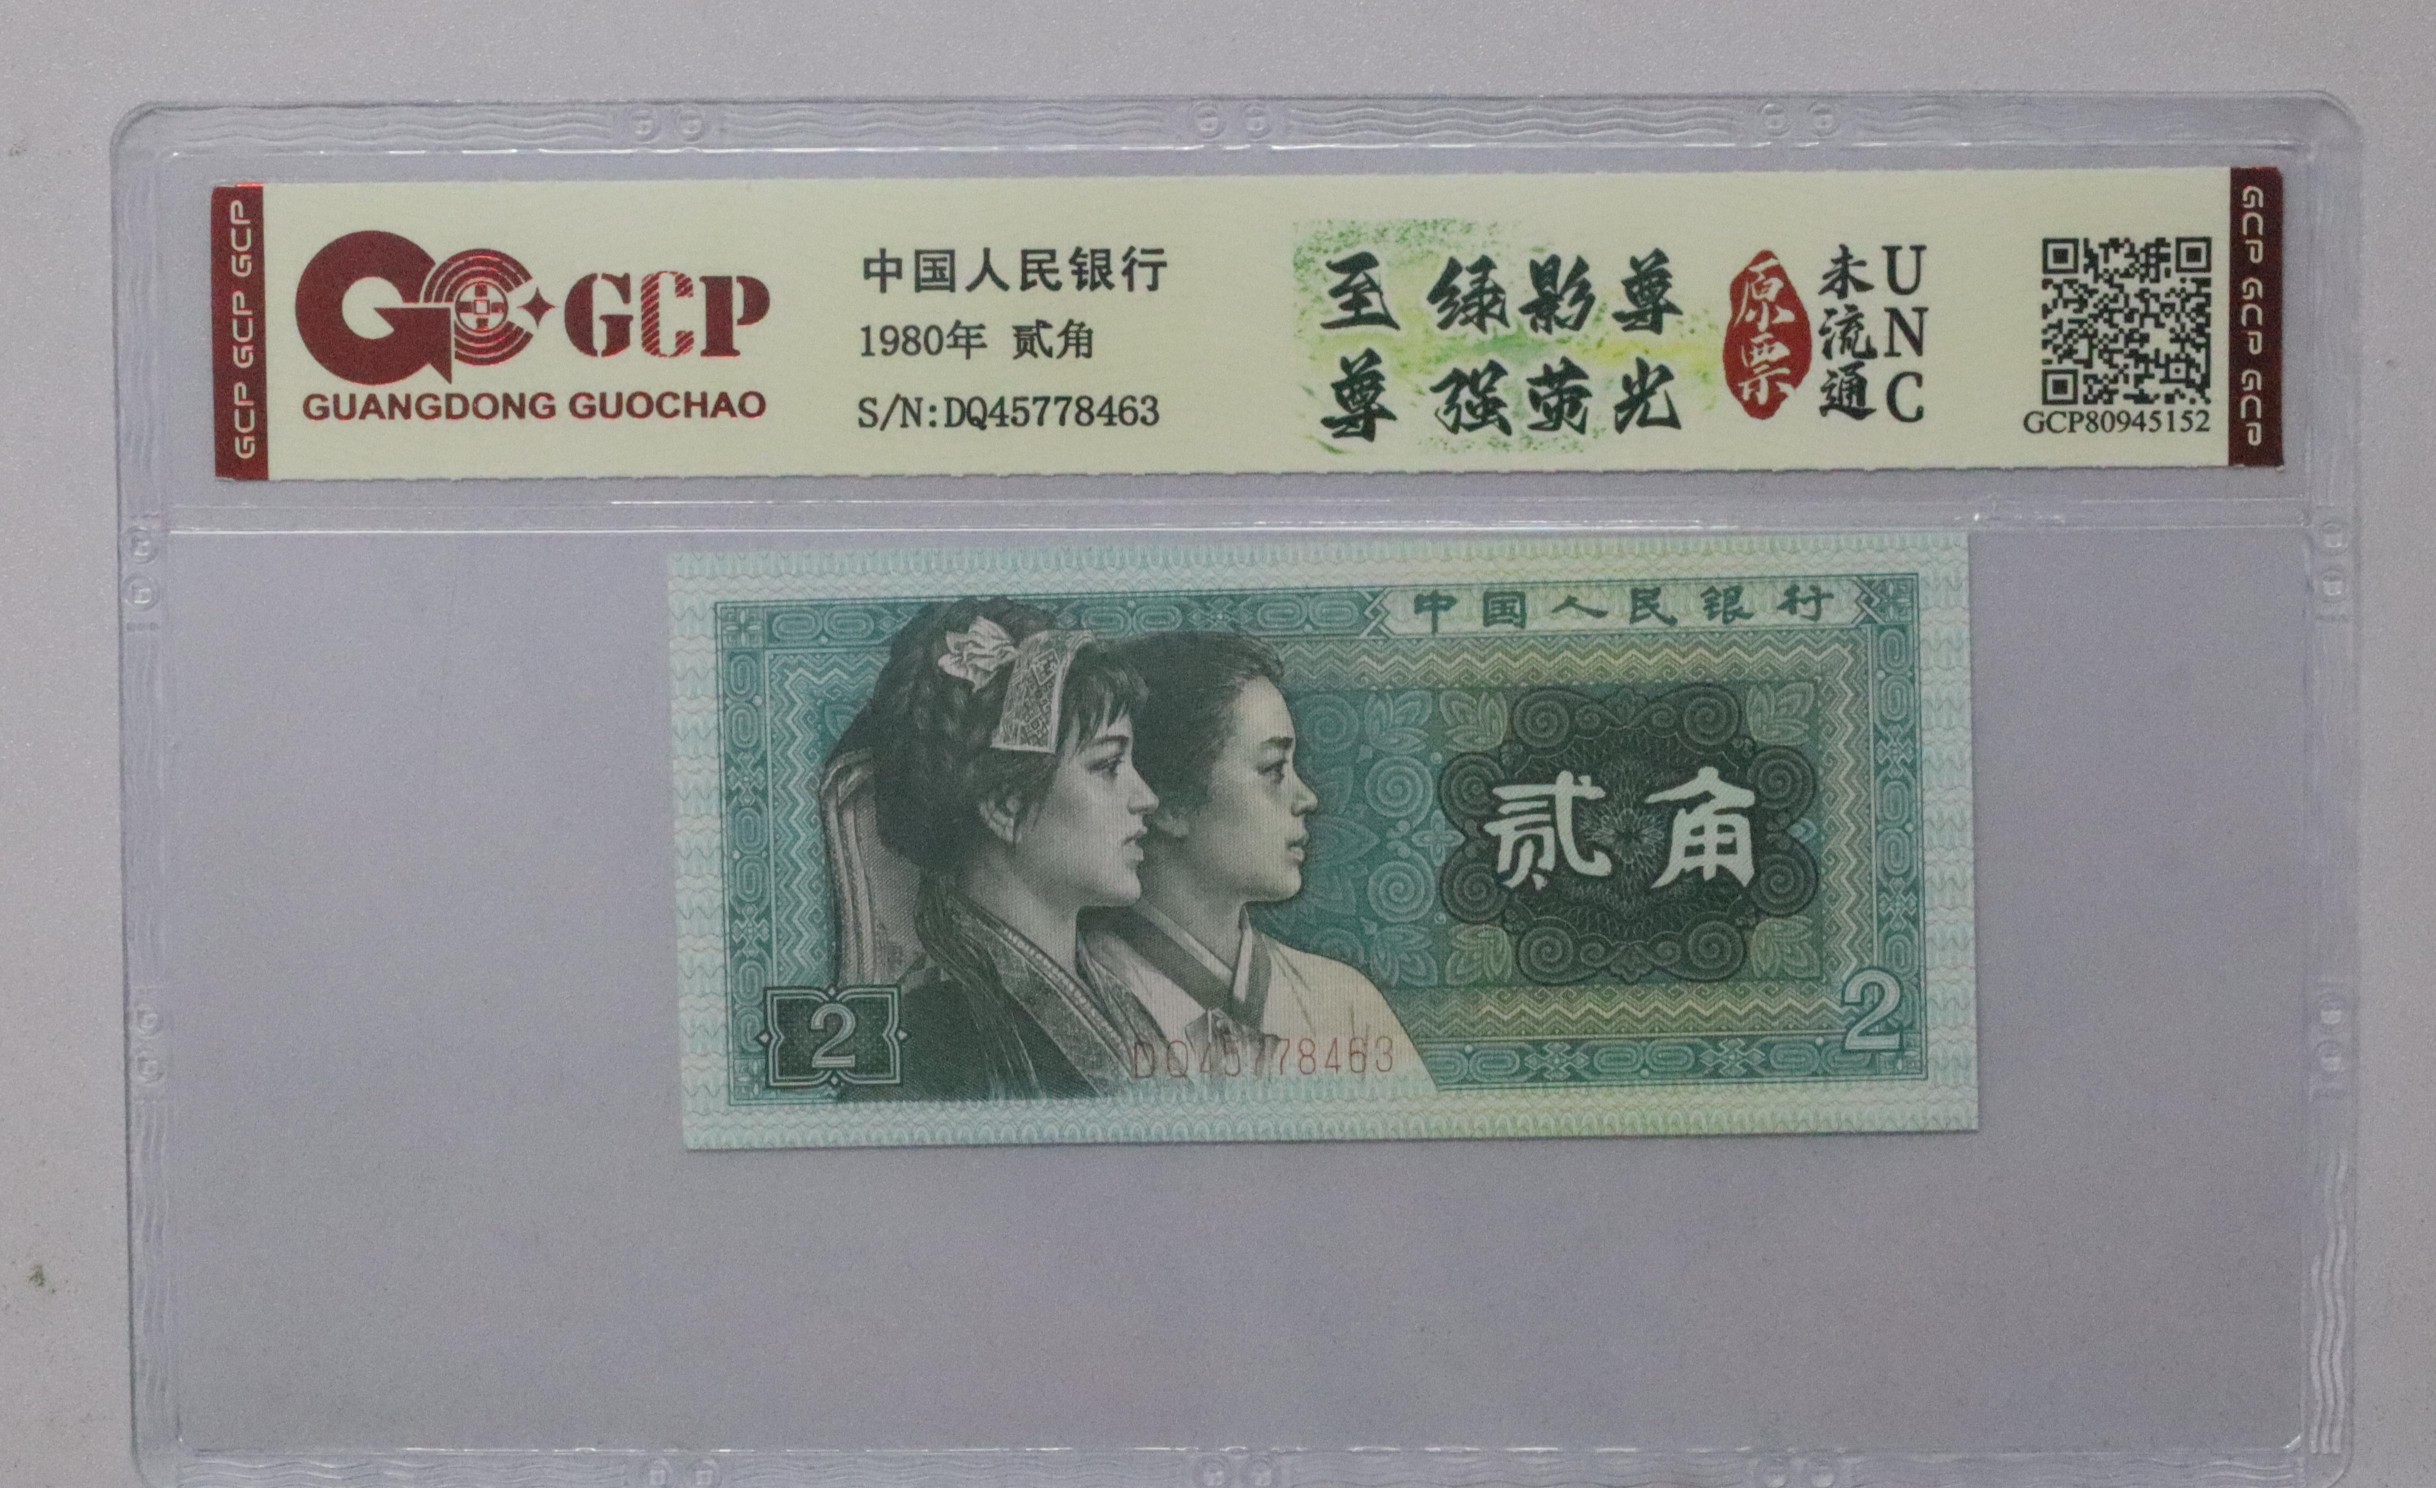 GCP GCP GCP
GCP
GUANGDONG GUOCHAO
中国人民银行
1980年 贰角
S/N:DQ45778463
至尊
绿影尊
强荧光
原票
未流通
UNC
GCP80945152
GCP GCP GCP
中国人民银行
贰角
2
2
DQ45778463